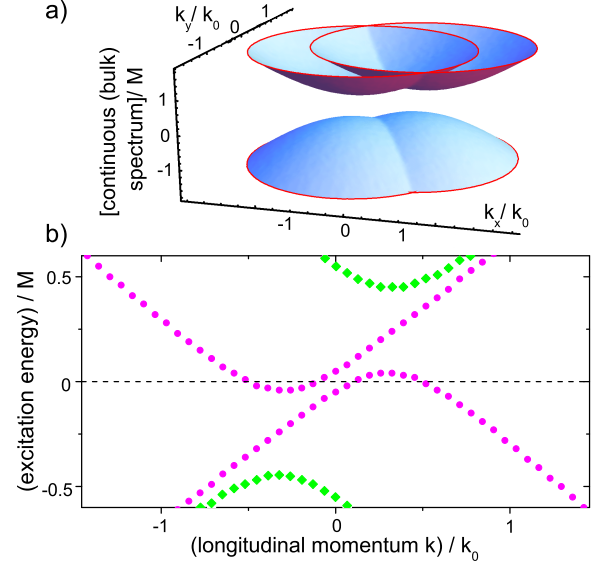 a)
k_y/ k_0
-1
0
1
[continuous (bulk)
spectrum]/ M
1
0
-1
-1
0
1
k_x/ k_0
b)
(excitation energy) / M
0.5
0
-0.5
-1
0
1
(longitudinal momentum k) / k_0